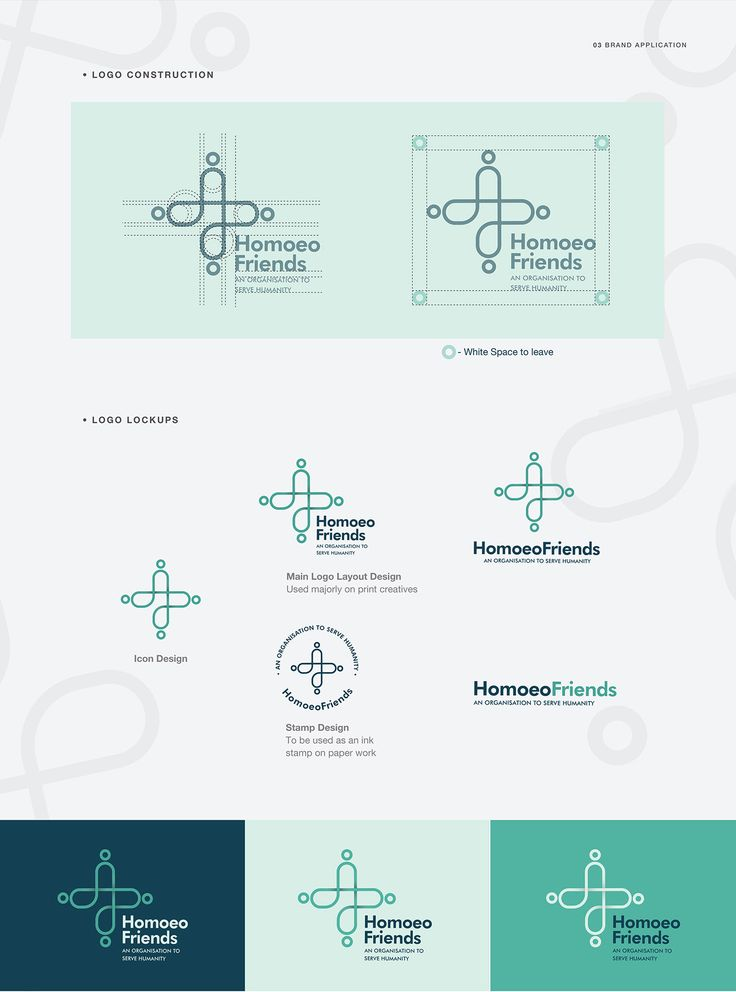 03 BRAND APPLICATION
• LOGO CONSTRUCTION
Homoeo
Friends
AN ORGANISATION TO
SERVE HUMANITY
Homoeo
Friends
AN ORGANISATION TO
SERVE HUMANITY
- White Space to leave
• LOGO LOCKUPS
Icon Design
Homoeo
Friends
AN ORGANISATION TO
SERVE HUMANITY
Main Logo Layout Design
Used majorly on print creatives
• AN ORGANISATION TO SERVE HUMANITY •
HomoeoFriends
Stamp Design
To be used as an ink
stamp on paper work
HomoeoFriends
AN ORGANISATION TO SERVE HUMANITY
HomoeoFriends
AN ORGANISATION TO SERVE HUMANITY
Homoeo
Friends
AN ORGANISATION TO
SERVE HUMANITY
Homoeo
Friends
AN ORGANISATION TO
SERVE HUMANITY
Homoeo
Friends
AN ORGANISATION TO
SERVE HUMANITY